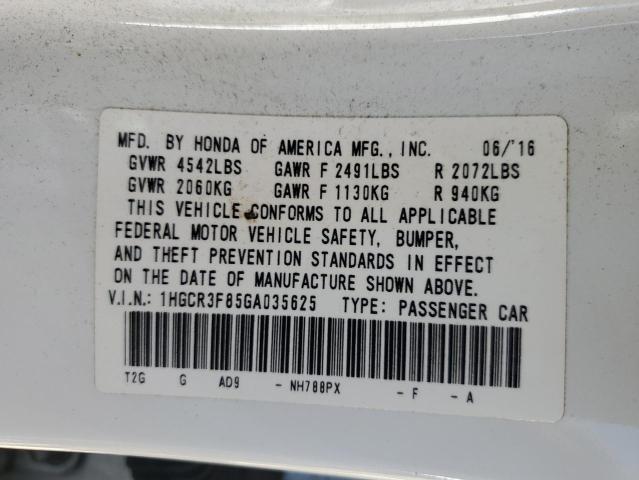 MFD. BY HONDA OF AMERICA MFG., INC. 06/'16
GVWR 4542LBS GAWR F 2491LBS R 2072LBS
GVWR 2060KG GAWR F 1130KG R 940KG
THIS VEHICLE CONFORMS TO ALL APPLICABLE
FEDERAL MOTOR VEHICLE SAFETY, BUMPER,
AND THEFT PREVENTION STANDARDS IN EFFECT
ON THE DATE OF MANUFACTURE SHOWN ABOVE.
V.I.N.: 1HGCR3F85GA035625 TYPE: PASSENGER CAR
T2G G AD9 - NH788PX - F - A